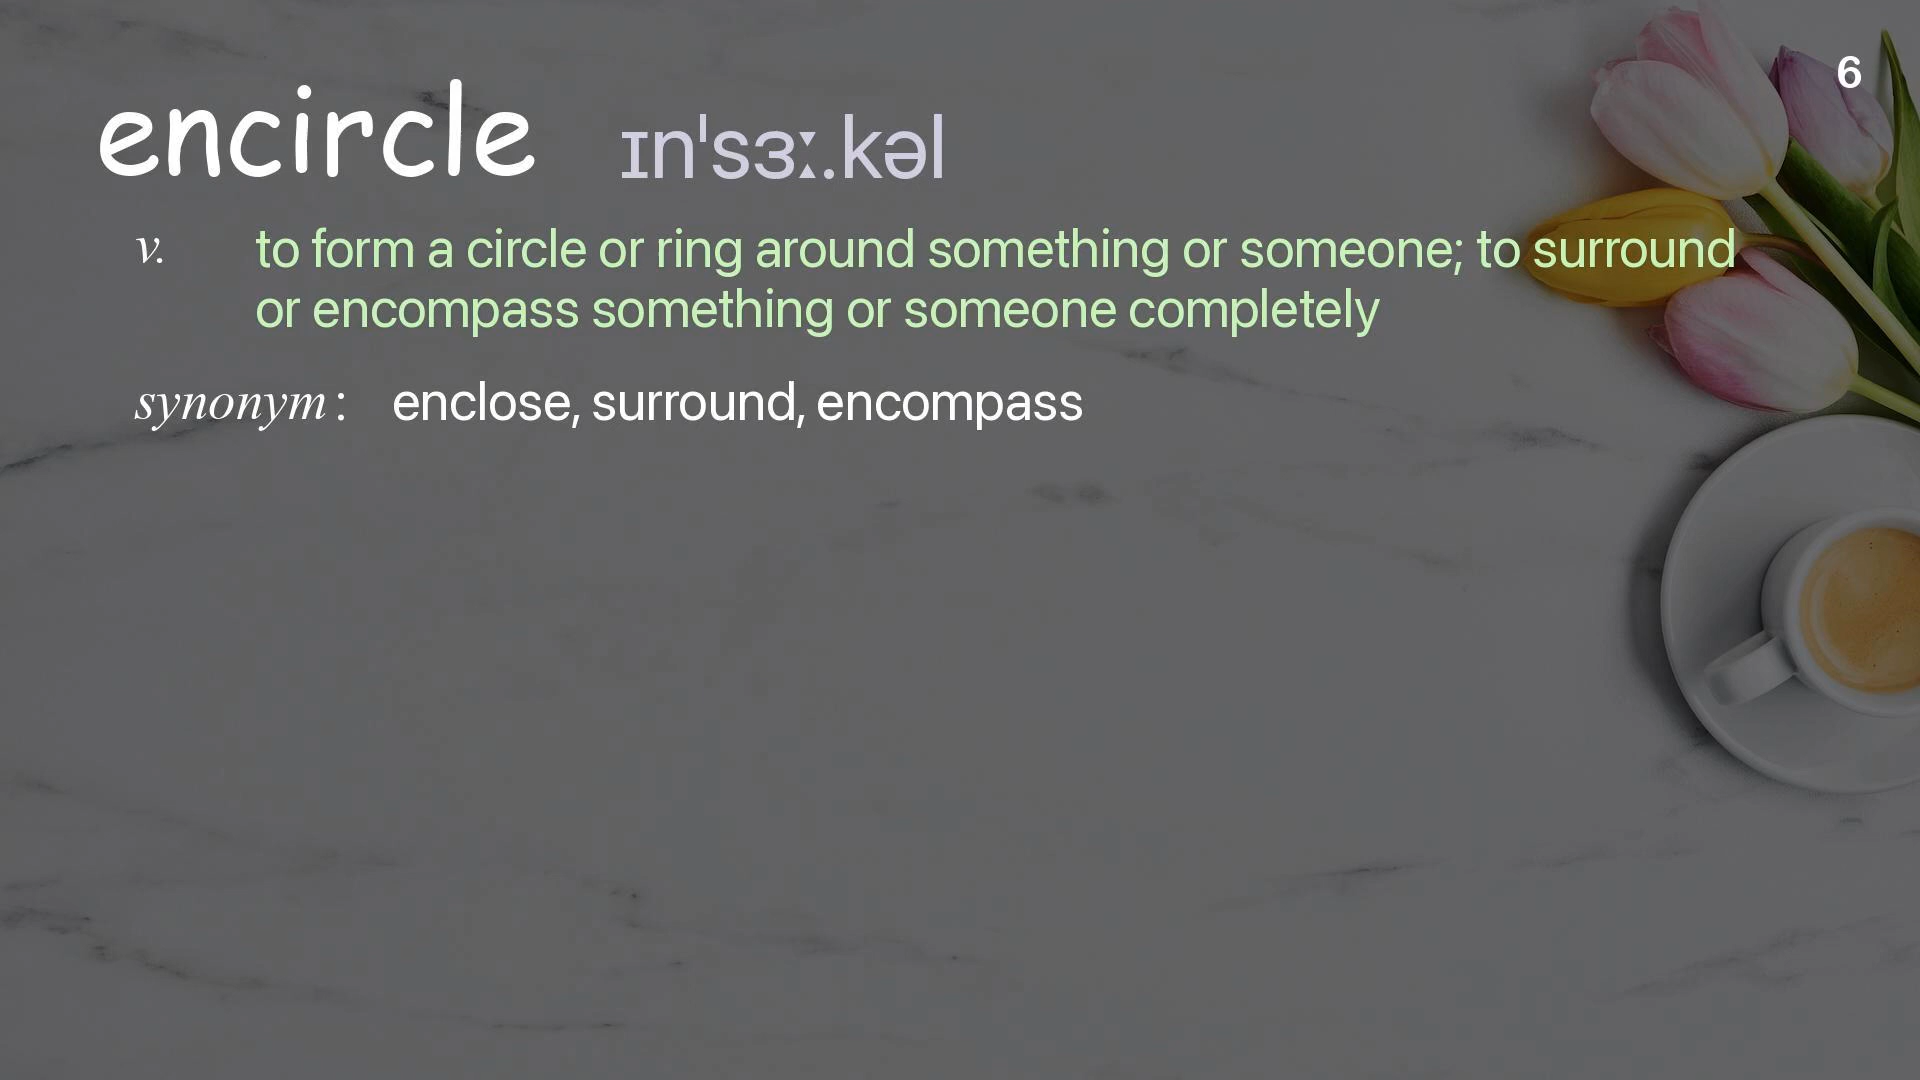 6
encircle ɪnˈsɜː.kəl
v. to form a circle or ring around something or someone; to surround
or encompass something or someone completely
synonym : enclose, surround, encompass